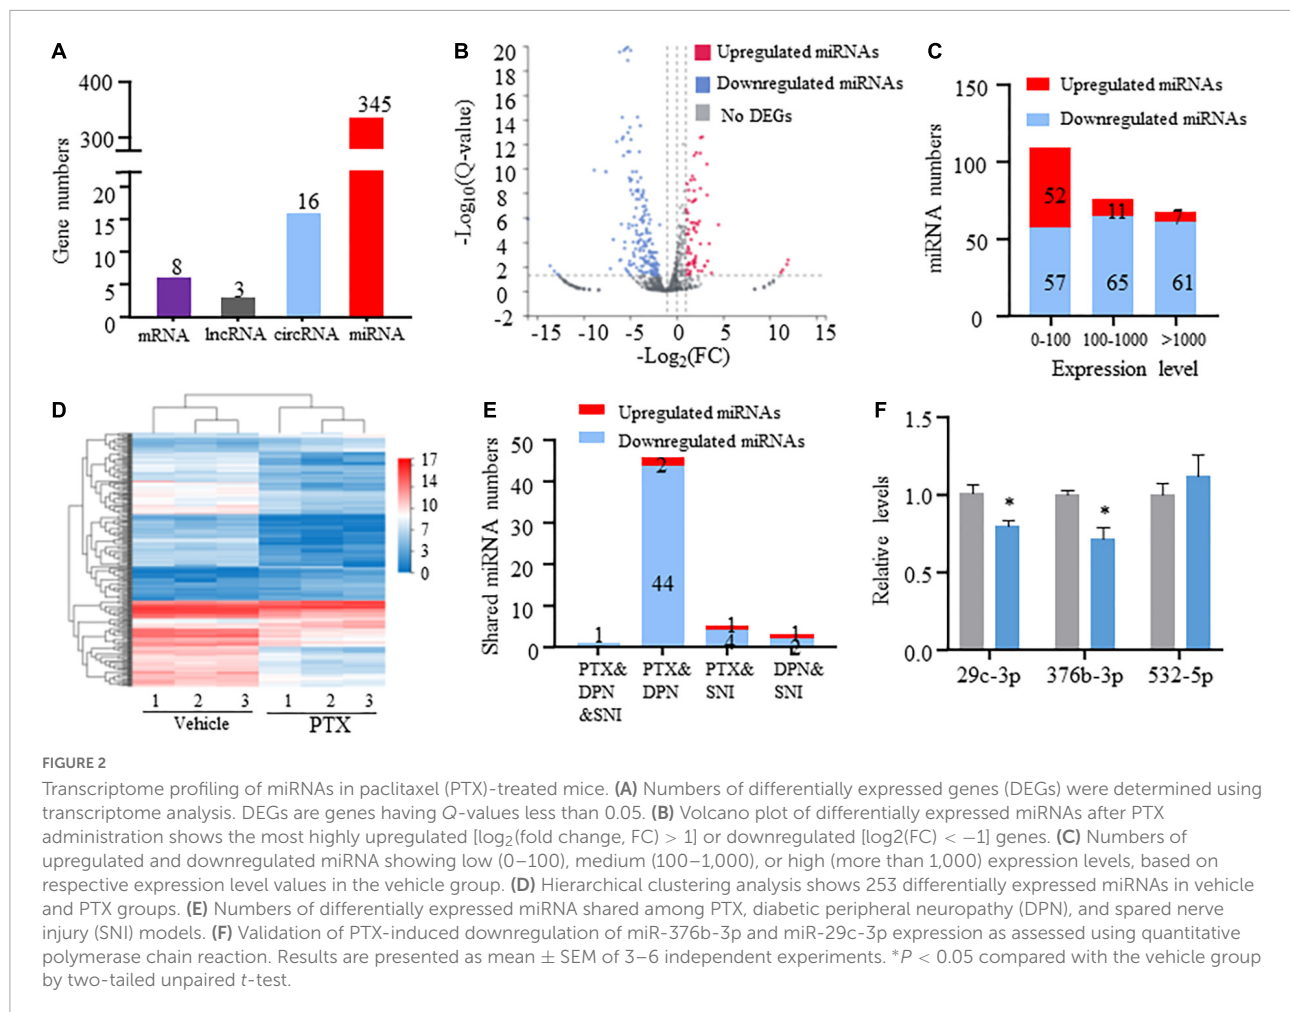 A
Gene numbers
400
300
20
15
10
5
0
8
3
16
345
mRNA lncRNA circRNA miRNA
B
-Log10(Q-value)
20
18
16
14
12
10
8
6
4
2
0
-2
Upregulated miRNAs
Downregulated miRNAs
No DEGs
-15 -10 -5 0 5 10 15
-Log2(FC)
C
miRNA numbers
150
100
50
0
Upregulated miRNAs
Downregulated miRNAs
52
11
7
57
65
61
0-100 100-1000 >1000
Expression level
D
17
14
10
7
3
0
1 2 3 1 2 3
Vehicle PTX
E
Shared miRNA numbers
Upregulated miRNAs
Downregulated miRNAs
50
40
30
20
10
0
1
2
44
1
4
1
2
PTX&
DPN
&SNI
PTX&
DPN
PTX&
SNI
DPN&
SNI
F
Relative levels
1.5
1.0
0.5
0.0
*
*
29c-3p 376b-3p 532-5p
FIGURE 2
Transcriptome profiling of miRNAs in paclitaxel (PTX)-treated mice. (A) Numbers of differentially expressed genes (DEGs) were determined using
transcriptome analysis. DEGs are genes having Q-values less than 0.05. (B) Volcano plot of differentially expressed miRNAs after PTX
administration shows the most highly upregulated [log2(fold change, FC) > 1] or downregulated [log2(FC) < −1] genes. (C) Numbers of
upregulated and downregulated miRNA showing low (0–100), medium (100–1,000), or high (more than 1,000) expression levels, based on
respective expression level values in the vehicle group. (D) Hierarchical clustering analysis shows 253 differentially expressed miRNAs in vehicle
and PTX groups. (E) Numbers of differentially expressed miRNA shared among PTX, diabetic peripheral neuropathy (DPN), and spared nerve
injury (SNI) models. (F) Validation of PTX-induced downregulation of miR-376b-3p and miR-29c-3p expression as assessed using quantitative
polymerase chain reaction. Results are presented as mean ± SEM of 3–6 independent experiments. *P < 0.05 compared with the vehicle group
by two-tailed unpaired t-test.